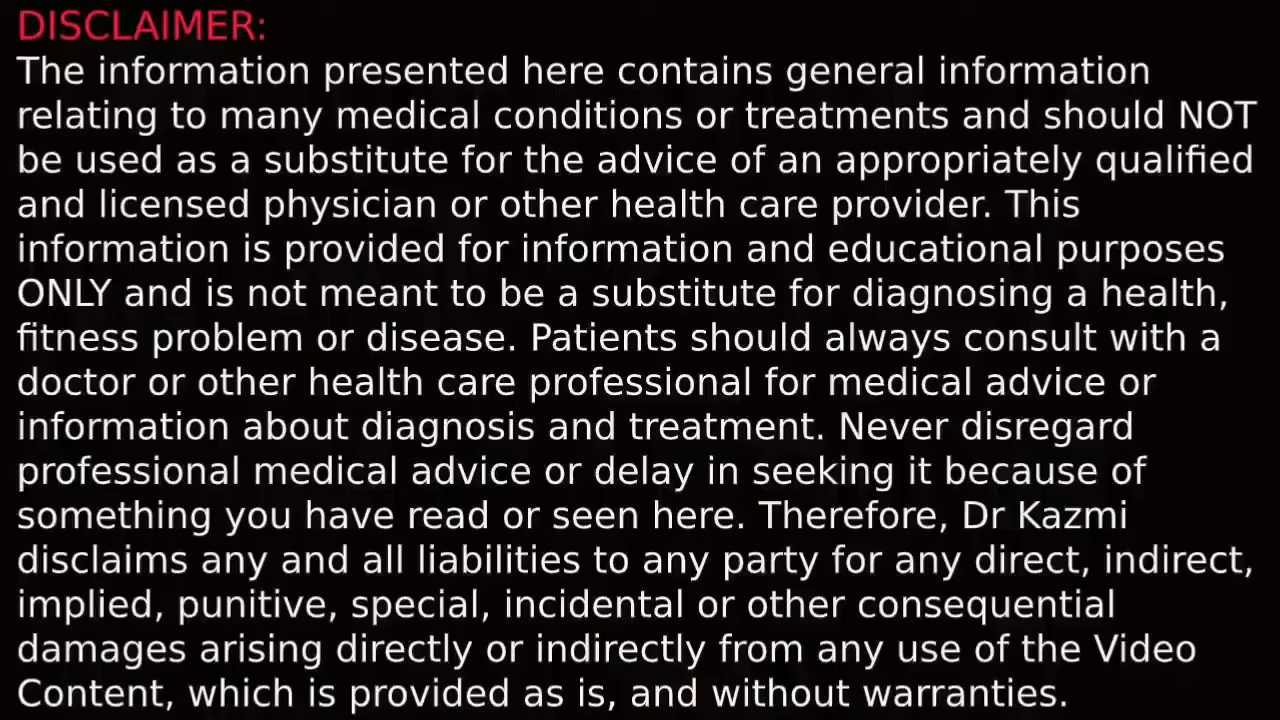 DISCLAIMER:
The information presented here contains general information
relating to many medical conditions or treatments and should NOT
be used as a substitute for the advice of an appropriately qualified
and licensed physician or other health care provider. This
information is provided for information and educational purposes
ONLY and is not meant to be a substitute for diagnosing a health,
fitness problem or disease. Patients should always consult with a
doctor or other health care professional for medical advice or
information about diagnosis and treatment. Never disregard
professional medical advice or delay in seeking it because of
something you have read or seen here. Therefore, Dr Kazmi
disclaims any and all liabilities to any party for any direct, indirect,
implied, punitive, special, incidental or other consequential
damages arising directly or indirectly from any use of the Video
Content, which is provided as is, and without warranties.